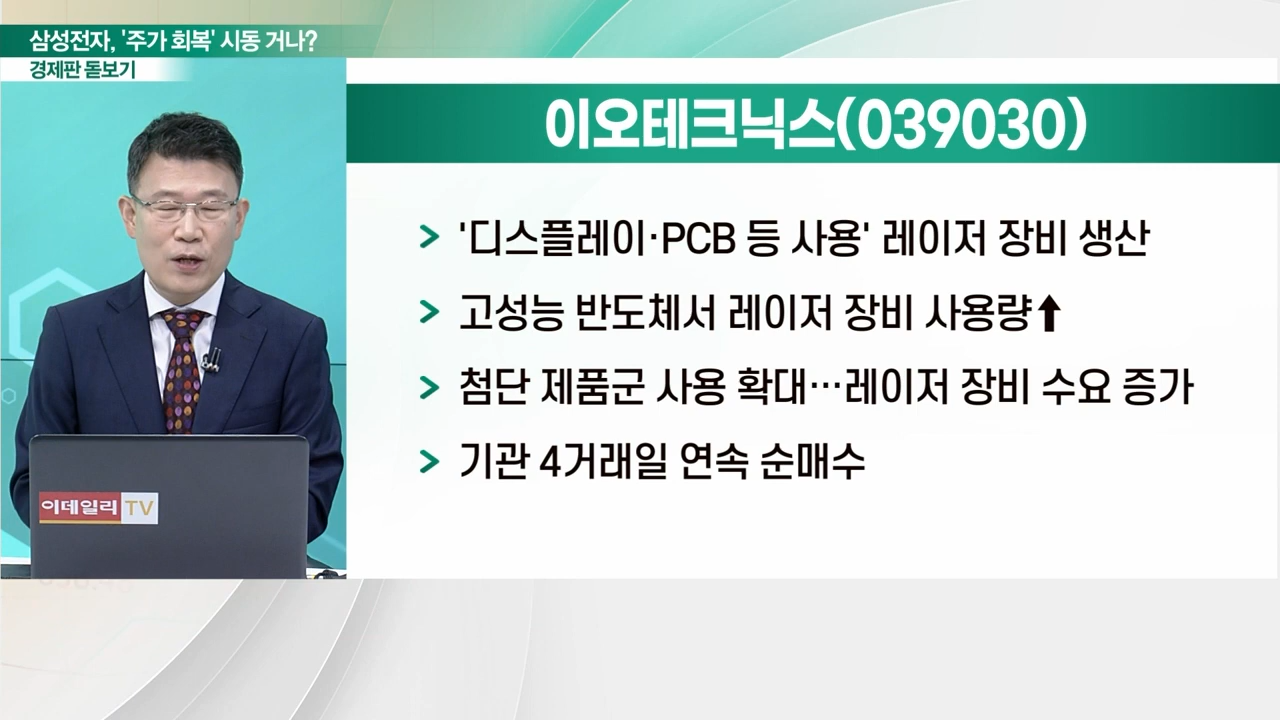 삼성전자, '주가 회복' 시동 거나?
경제판 돋보기
이오테크닉스(039030)
'디스플레이·PCB 등 사용' 레이저 장비 생산
고성능 반도체서 레이저 장비 사용량⬆
첨단 제품군 사용 확대…레이저 장비 수요 증가
기관 4거래일 연속 순매수
이데일리 TV